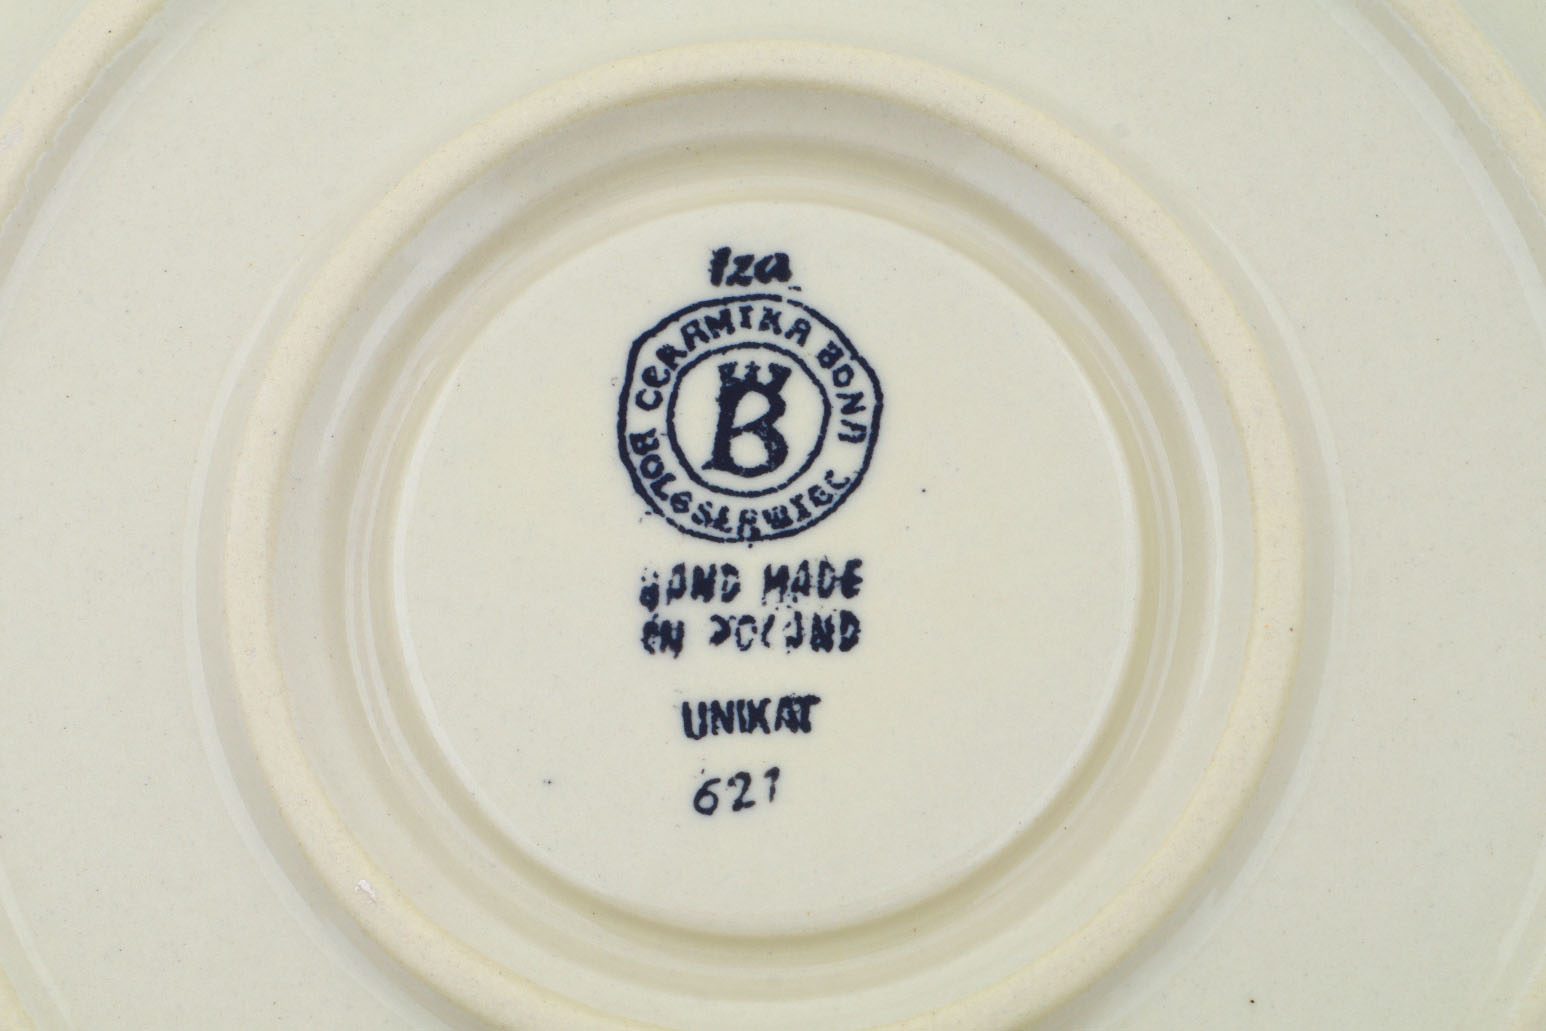 Iza
CERAMIKA BONA
B
BOLESŁAWIEC
HAND MADE
IN POLAND
UNIKAT
621